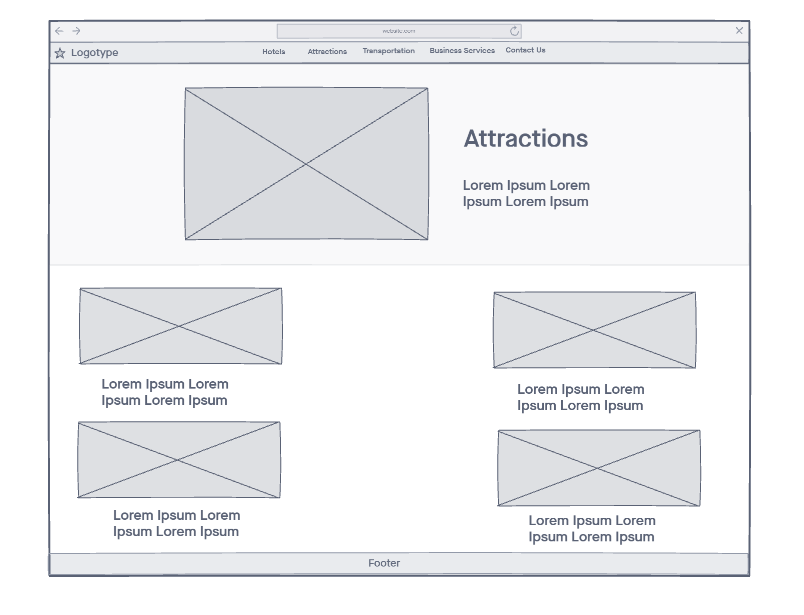 website.com
Logotype
Hotels
Attractions
Transportation
Business Services
Contact Us
Attractions
Lorem Ipsum Lorem
Ipsum Lorem Ipsum
Lorem Ipsum Lorem
Ipsum Lorem Ipsum
Lorem Ipsum Lorem
Ipsum Lorem Ipsum
Lorem Ipsum Lorem
Ipsum Lorem Ipsum
Lorem Ipsum Lorem
Ipsum Lorem Ipsum
Footer